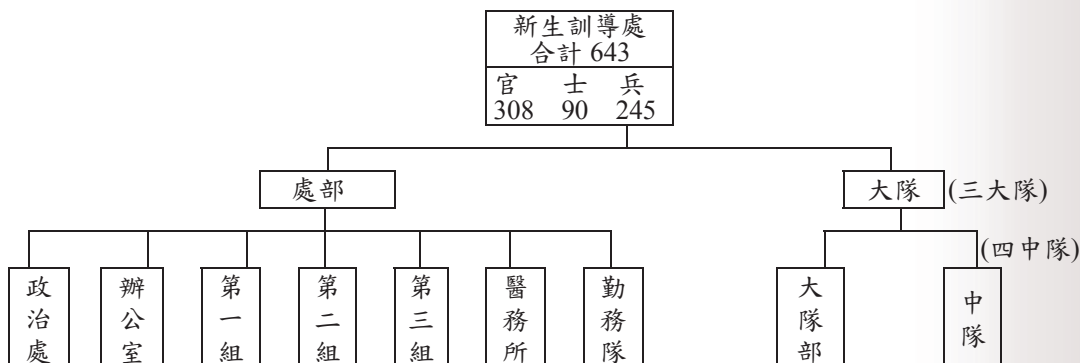 新生訓導處
合計 643
官 士 兵
308 90 245
處部
大隊 (三大隊)
(四中隊)
政治處
辦公室
第一組
第二組
第三組
醫務所
勤務隊
大隊部
中隊